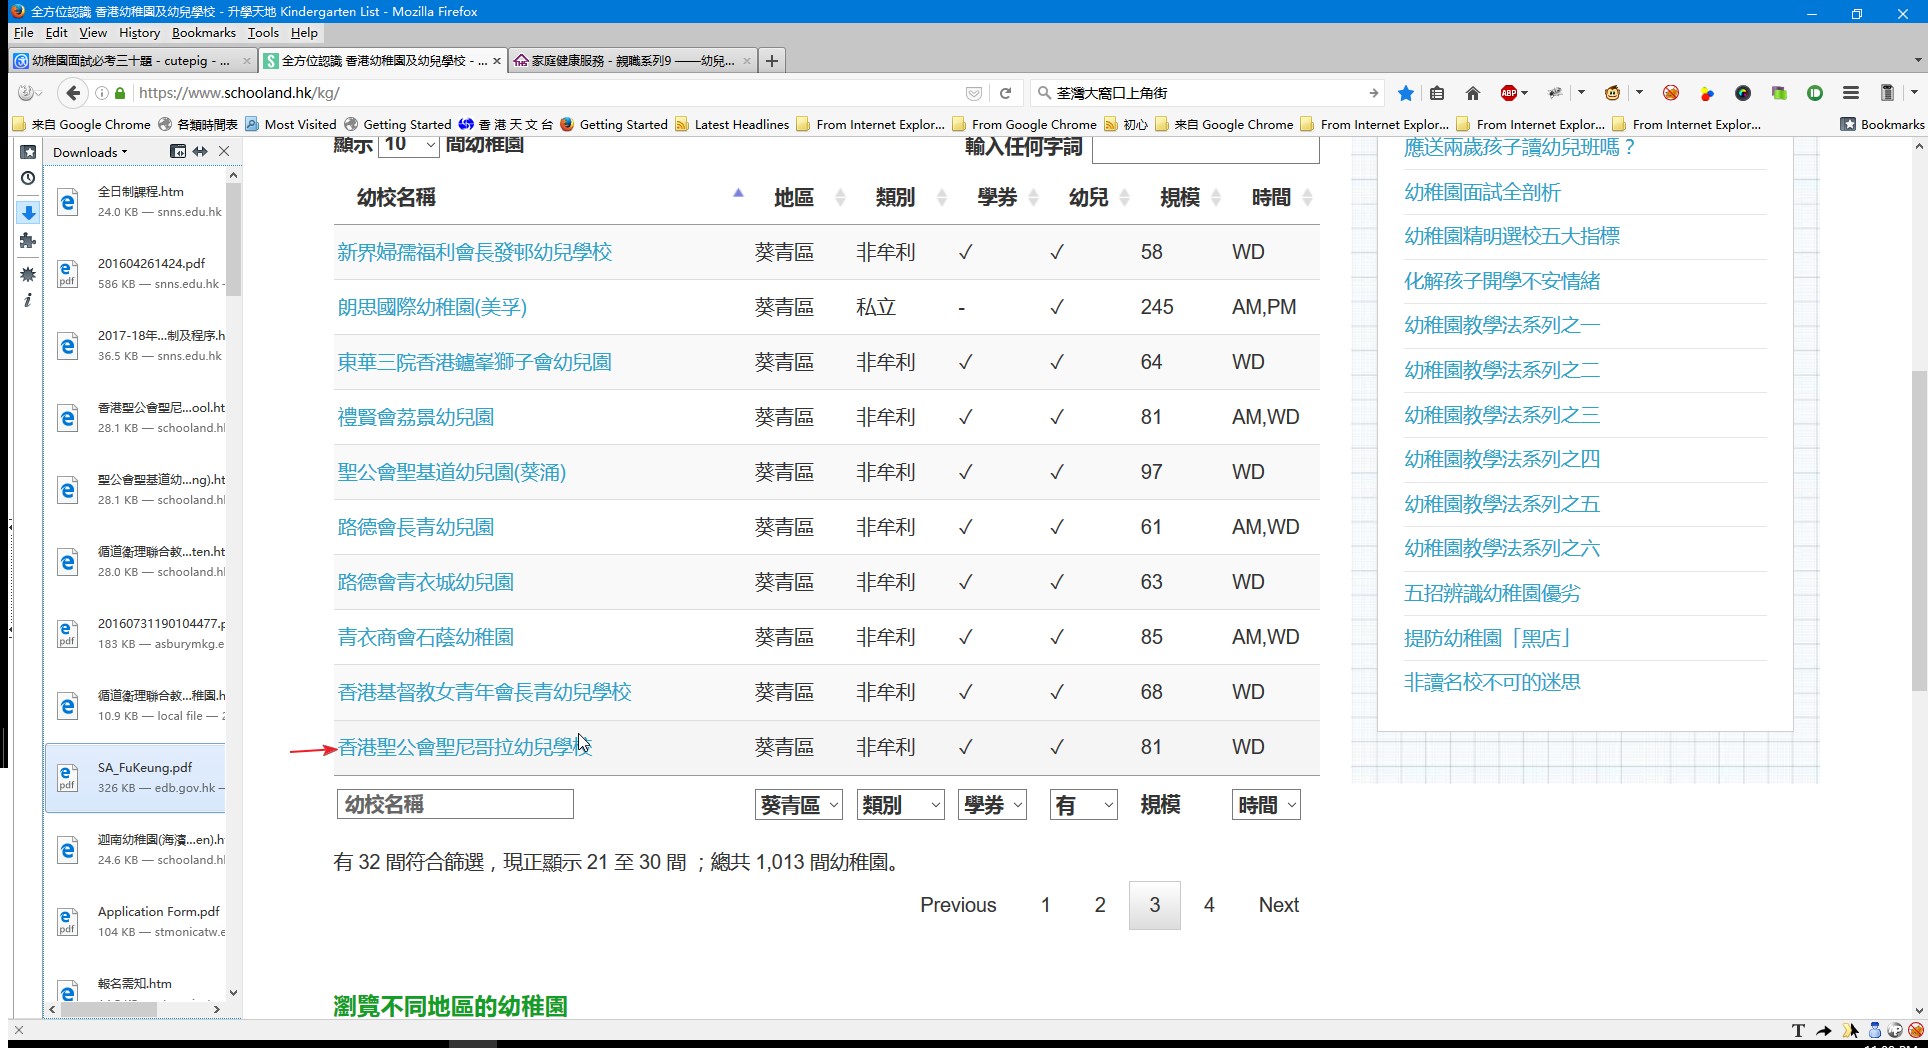 全方位認識 香港幼稚園及幼兒學校 - 升學天地 Kindergarten List - Mozilla Firefox
File Edit View History Bookmarks Tools Help
幼稚園面試必考三十題 - cutepig - ...
全方位認識 香港幼稚園及幼兒學校 - ...
家庭健康服務 - 親職系列9 ——幼兒...
https://www.schooland.hk/kg/
荃灣大窩口上角街
来自 Google Chrome 各類時間表 Most Visited Getting Started 香 港 天 文 台 Getting Started Latest Headlines From Internet Explor... From Google Chrome 初心 来自 Google Chrome From Internet Explor... From Internet Explor... From Internet Explor... Bookmarks
Downloads
全日制課程.htm
24.0 KB — snns.edu.hk
201604261424.pdf
586 KB — snns.edu.hk -
2017-18年...制及程序.h
36.5 KB — snns.edu.hk
香港聖公會聖尼...ool.ht
28.1 KB — schooland.hl
聖公會聖基道幼...ng).ht
28.1 KB — schooland.hl
循道衛理聯合教...ten.ht
28.0 KB — schooland.hl
20160731190104477.p
183 KB — asburymkg.e
循道衛理聯合教...稚園.h
10.9 KB — local file — 2
SA_FuKeung.pdf
326 KB — edb.gov.hk —
迦南幼稚園(海濱...en).h
24.6 KB — schooland.hl
Application Form.pdf
104 KB — stmonicatw.e
報名需知.htm
顯示 10 間幼稚園
輸入任何字詞
幼校名稱 地區 類別 學券 幼兒 規模 時間
新界婦孺福利會長發邨幼兒學校 葵青區 非牟利 ✓ ✓ 58 WD
朗思國際幼稚園(美孚) 葵青區 私立 - ✓ 245 AM,PM
東華三院香港鑪峯獅子會幼兒園 葵青區 非牟利 ✓ ✓ 64 WD
禮賢會荔景幼兒園 葵青區 非牟利 ✓ ✓ 81 AM,WD
聖公會聖基道幼兒園(葵涌) 葵青區 非牟利 ✓ ✓ 97 WD
路德會長青幼兒園 葵青區 非牟利 ✓ ✓ 61 AM,WD
路德會青衣城幼兒園 葵青區 非牟利 ✓ ✓ 63 WD
青衣商會石蔭幼稚園 葵青區 非牟利 ✓ ✓ 85 AM,WD
香港基督教女青年會長青幼兒學校 葵青區 非牟利 ✓ ✓ 68 WD
香港聖公會聖尼哥拉幼兒學校 葵青區 非牟利 ✓ ✓ 81 WD
幼校名稱 葵青區 類別 學券 有 規模 時間
有 32 間符合篩選，現正顯示 21 至 30 間 ；總共 1,013 間幼稚園。
Previous 1 2 3 4 Next
瀏覽不同地區的幼稚園
應送兩歲孩子讀幼兒班嗎？
幼稚園面試全剖析
幼稚園精明選校五大指標
化解孩子開學不安情緒
幼稚園教學法系列之一
幼稚園教學法系列之二
幼稚園教學法系列之三
幼稚園教學法系列之四
幼稚園教學法系列之五
幼稚園教學法系列之六
五招辨識幼稚園優劣
提防幼稚園「黑店」
非讀名校不可的迷思